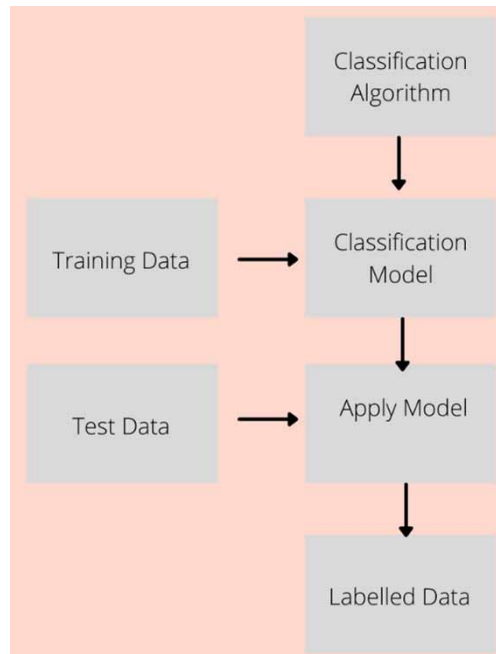 Classification
Algorithm
Training Data
Classification
Model
Test Data
Apply Model
Labelled Data